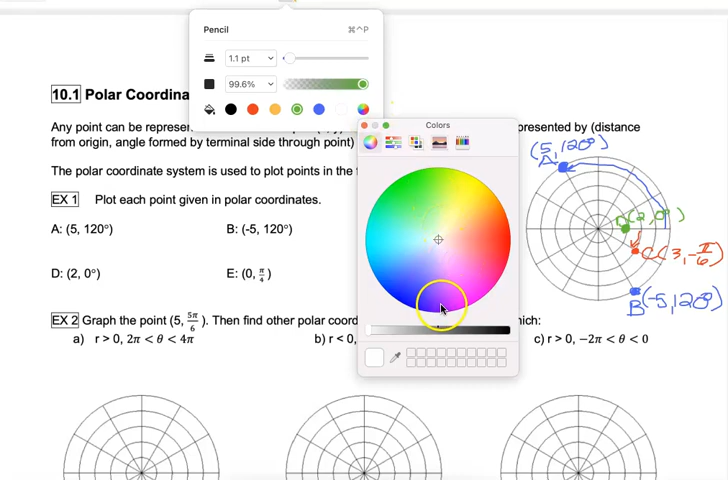 Pencil ⌘^P
1.1 pt
99.6%
Colors
10.1 Polar Coordina
Any point can be represen
presented by (distance
from origin, angle formed by terminal side through point)
The polar coordinate system is used to plot points in the f
EX 1 Plot each point given in polar coordinates.
A: (5, 120°) B: (-5, 120°)
D: (2, 0°) E: (0, π/4)
(5, 120°)
A
D(2, 0°)
C(3, -π/6)
B(-5, 120°)
EX 2 Graph the point (5, 5π/6). Then find other polar coord
which:
a) r > 0, 2π < θ < 4π b) r < 0, c) r > 0, −2π < θ < 0